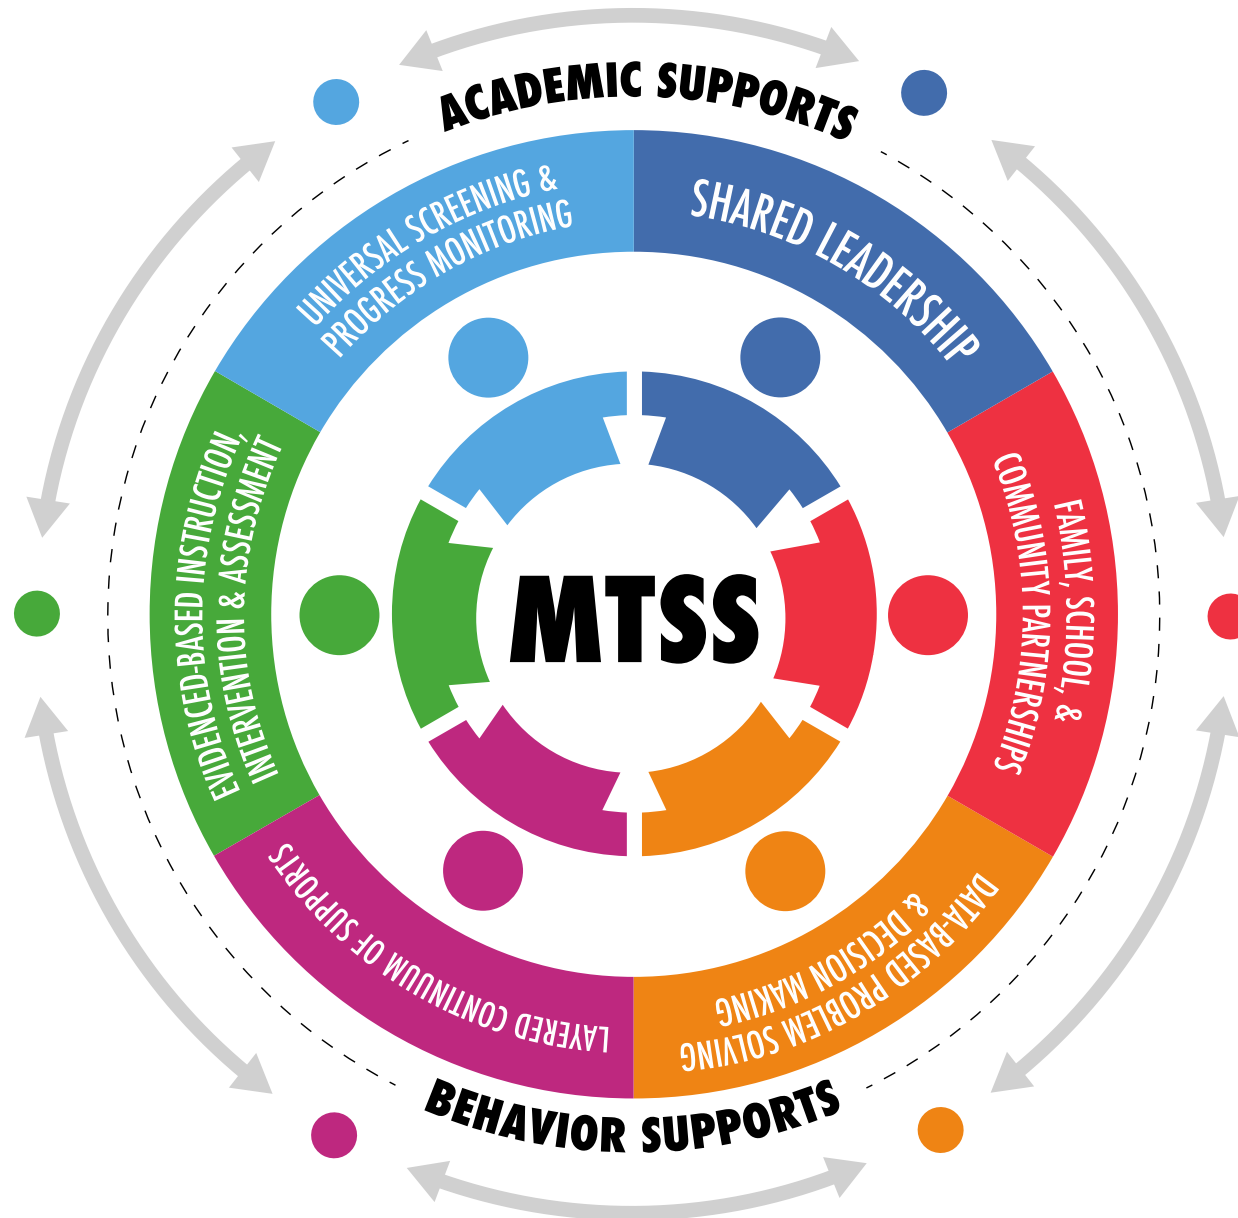 ACADEMIC SUPPORTS
UNIVERSAL SCREENING &
PROGRESS MONITORING
SHARED LEADERSHIP
FAMILY, SCHOOL, &
COMMUNITY PARTNERSHIPS
DATA-BASED PROBLEM SOLVING
& DECISION MAKING
LAYERED CONTINUUM OF SUPPORTS
EVIDENCED-BASED INSTRUCTION,
INTERVENTION & ASSESSMENT
MTSS
BEHAVIOR SUPPORTS